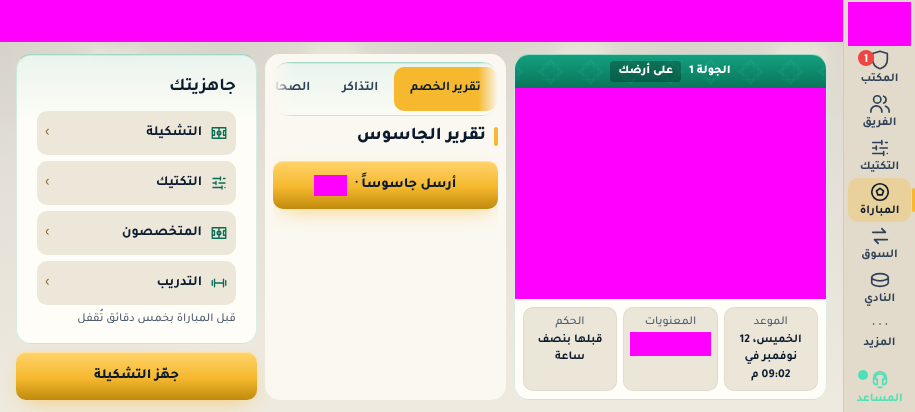 1
المكتب
الفريق
التكتيك
المباراة
السوق
النادي
...
المزيد
المساعد
الجولة 1
على أرضك
الموعد
الخميس، 12
نوفمبر في
09:02 م
المعنويات
الحكم
قبلها بنصف
ساعة
تقرير الخصم
التذاكر
تقرير الجاسوس
أرسل جاسوساً ·
جاهزيتك
التشكيلة
التكتيك
المتخصصون
التدريب
قبل المباراة بخمس دقائق تُقفل
جهّز التشكيلة